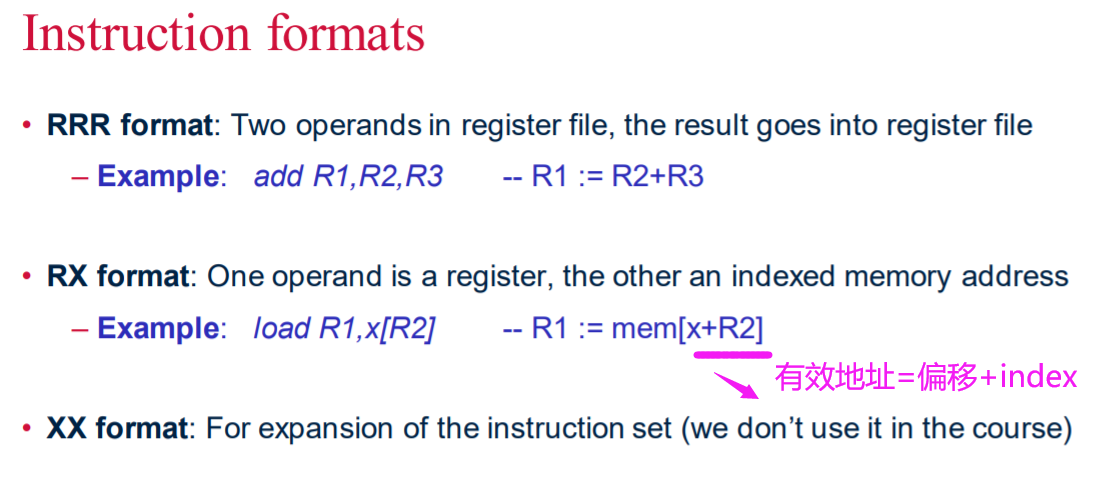 Instruction formats
• RRR format: Two operands in register file, the result goes into register file
– Example: add R1,R2,R3 -- R1 := R2+R3
• RX format: One operand is a register, the other an indexed memory address
– Example: load R1,x[R2] -- R1 := mem[x+R2]
有效地址=偏移+index
• XX format: For expansion of the instruction set (we don’t use it in the course)